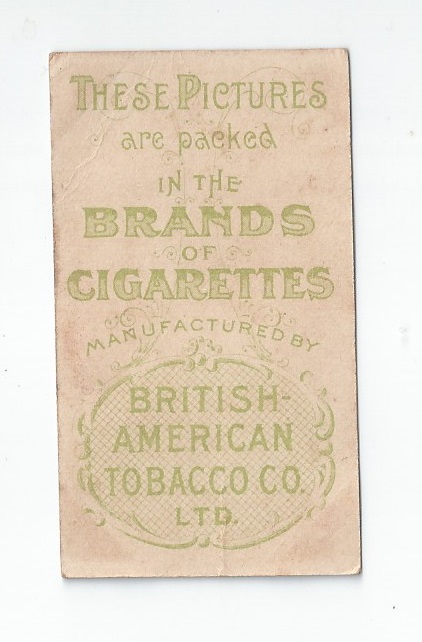 THESE PICTURES
are packed
IN THE
BRANDS
OF
CIGARETTES
MANUFACTURED BY
BRITISH-
AMERICAN
TOBACCO CO.
LTD.